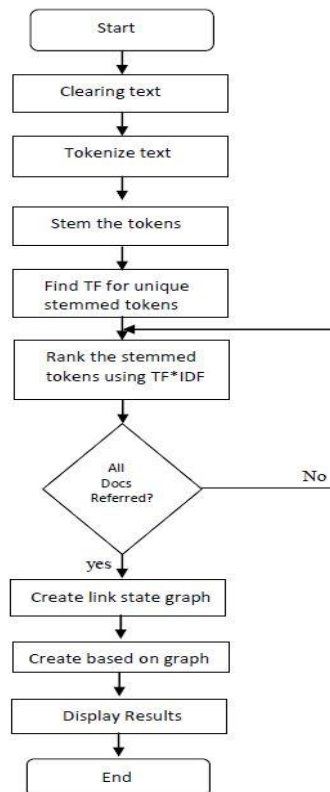 Start
Clearing text
Tokenize text
Stem the tokens
Find TF for unique
stemmed tokens
Rank the stemmed
tokens using TF*IDF
All
Docs
Referred?
No
yes
Create link state graph
Create based on graph
Display Results
End